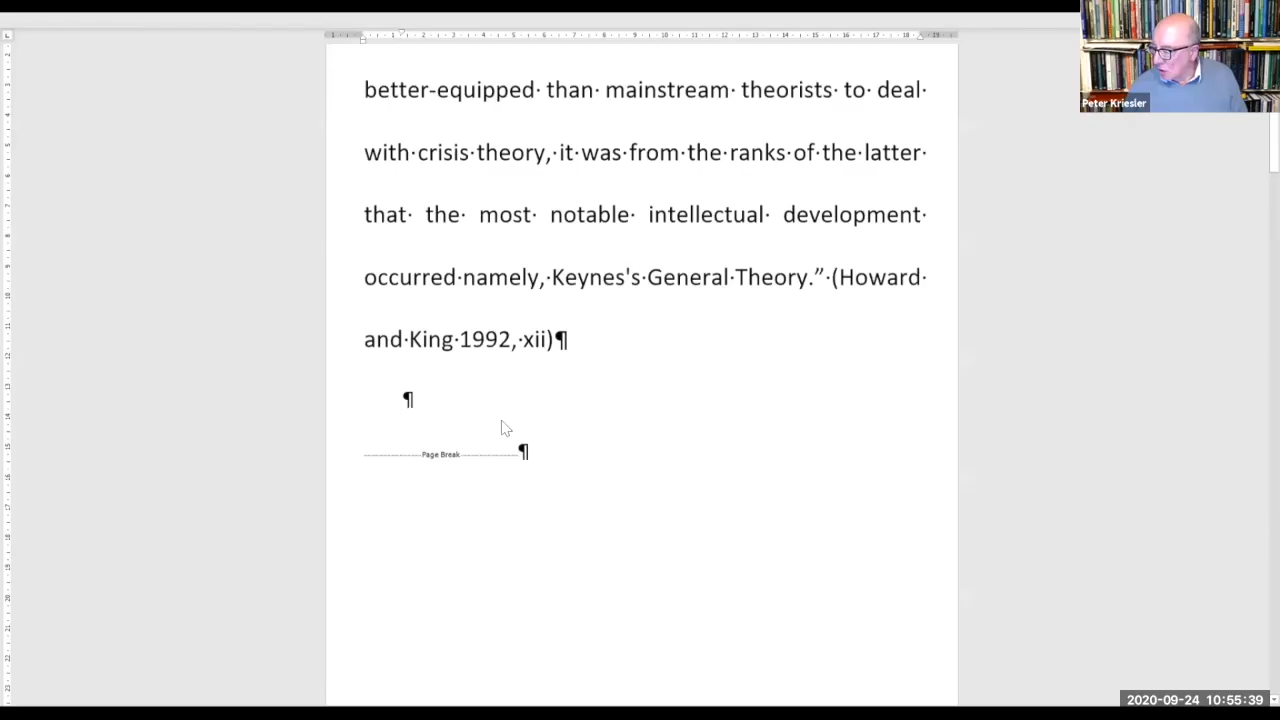 better-equipped· than· mainstream· theorists· to· deal·
with·crisis·theory,·it·was·from·the·ranks·of·the·latter·
that· the· most· notable· intellectual· development·
occurred·namely,·Keynes's·General·Theory.”·(Howard·
and·King·1992,·xii)¶
¶
Page Break ¶
Peter Kriesler
2020-09-24 10:55:39